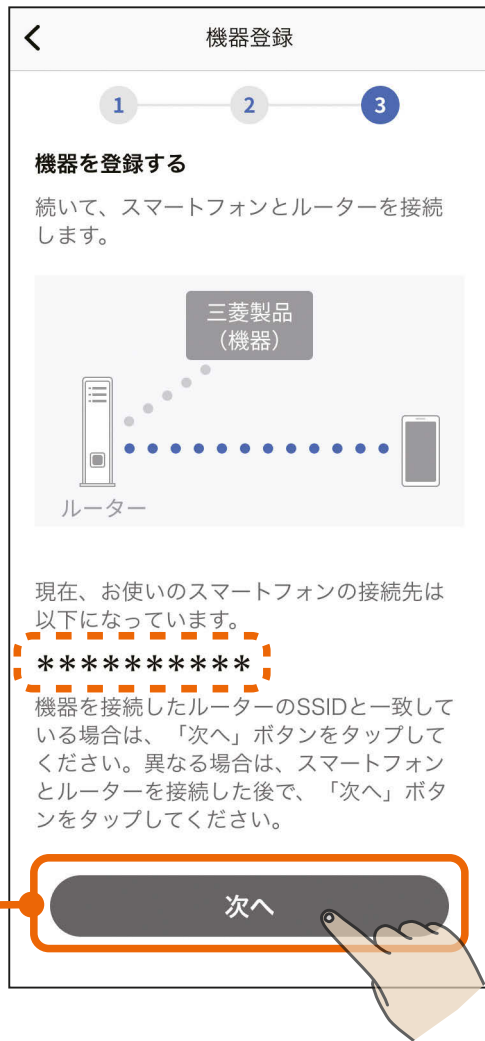 機器登録
1 2 3
機器を登録する
続いて、スマートフォンとルーターを接続
します。
三菱製品
（機器）
ルーター
現在、お使いのスマートフォンの接続先は
以下になっています。
**********
機器を接続したルーターのSSIDと一致して
いる場合は、「次へ」ボタンをタップして
ください。異なる場合は、スマートフォン
とルーターを接続した後で、「次へ」ボタ
ンをタップしてください。
次へ